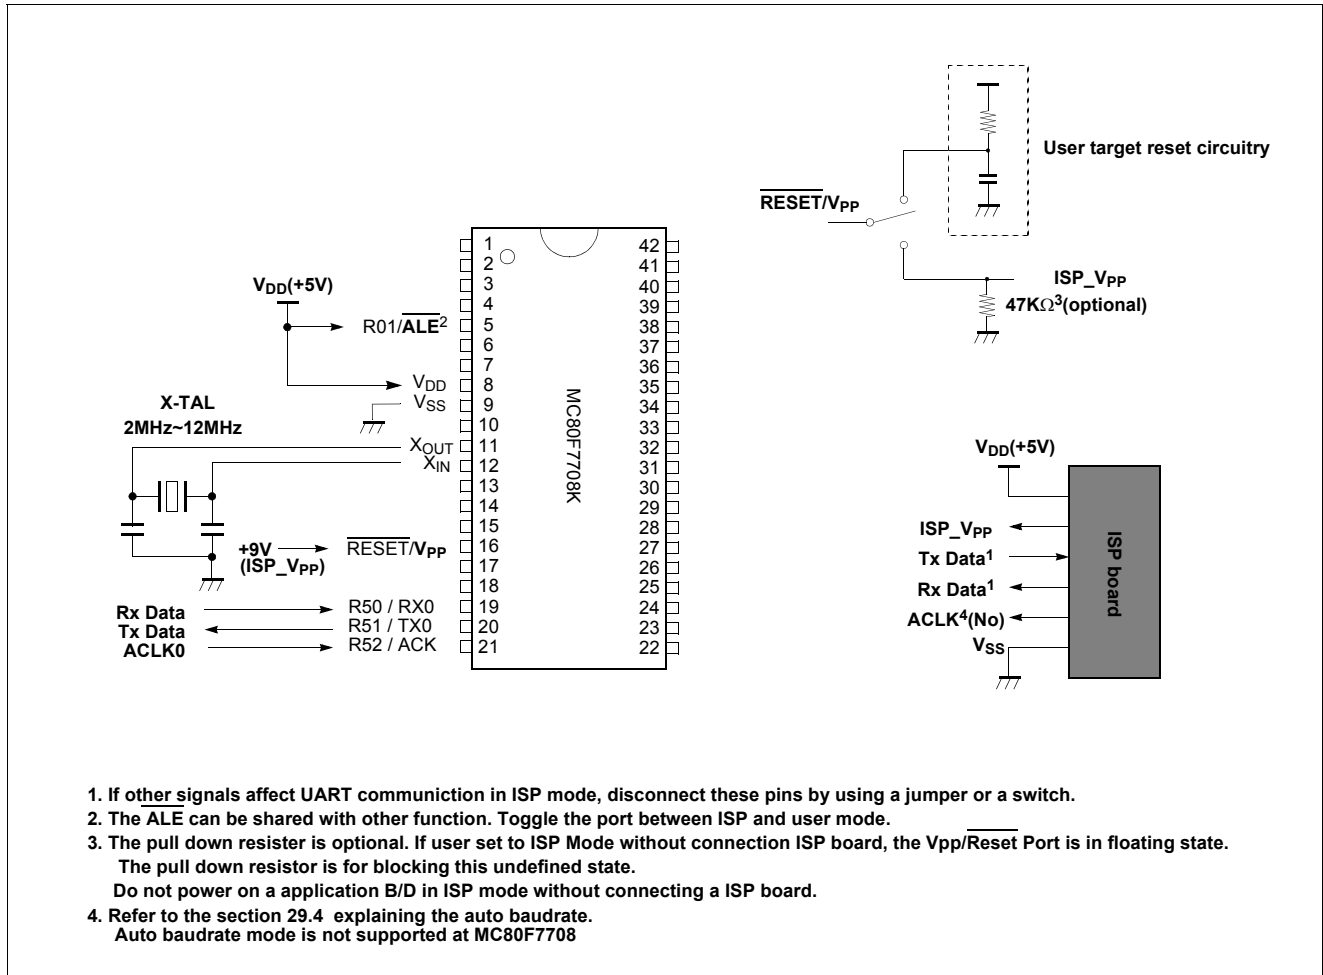 User target reset circuitry
RESET/VPP
ISP_VPP
47KΩ3(optional)
VDD(+5V)
R01/ALE2
VDD
VSS
X-TAL
2MHz~12MHz
XOUT
XIN
+9V
(ISP_VPP)
RESET/VPP
Rx Data
Tx Data
ACLK0
R50 / RX0
R51 / TX0
R52 / ACK
1
2
3
4
5
6
7
8
9
10
11
12
13
14
15
16
17
18
19
20
21
MC80F7708K
42
41
40
39
38
37
36
35
34
33
32
31
30
29
28
27
26
25
24
23
22
VDD(+5V)
ISP_VPP
Tx Data1
Rx Data1
ACLK4(No)
VSS
ISP board
1. If other signals affect UART communiction in ISP mode, disconnect these pins by using a jumper or a switch.
2. The ALE can be shared with other function. Toggle the port between ISP and user mode.
3. The pull down resister is optional. If user set to ISP Mode without connection ISP board, the Vpp/Reset Port is in floating state.
The pull down resistor is for blocking this undefined state.
Do not power on a application B/D in ISP mode without connecting a ISP board.
4. Refer to the section 29.4 explaining the auto baudrate.
Auto baudrate mode is not supported at MC80F7708